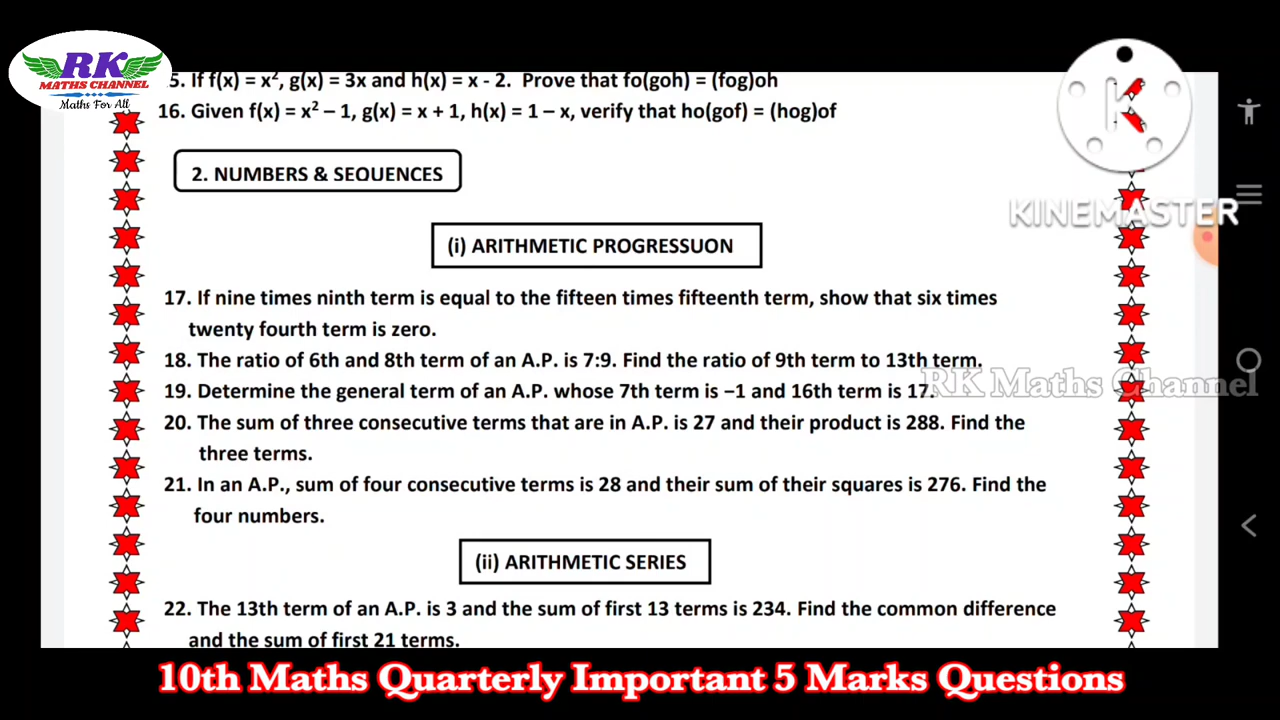 RK
MATHS CHANNEL
Maths For All
5. If f(x) = x², g(x) = 3x and h(x) = x - 2. Prove that fo(goh) = (fog)oh
16. Given f(x) = x² – 1, g(x) = x + 1, h(x) = 1 – x, verify that ho(gof) = (hog)of
K
KINEMASTER
2. NUMBERS & SEQUENCES
(i) ARITHMETIC PROGRESSUON
17. If nine times ninth term is equal to the fifteen times fifteenth term, show that six times
twenty fourth term is zero.
18. The ratio of 6th and 8th term of an A.P. is 7:9. Find the ratio of 9th term to 13th term.
19. Determine the general term of an A.P. whose 7th term is −1 and 16th term is 17.
RK Maths Channel
20. The sum of three consecutive terms that are in A.P. is 27 and their product is 288. Find the
three terms.
21. In an A.P., sum of four consecutive terms is 28 and their sum of their squares is 276. Find the
four numbers.
(ii) ARITHMETIC SERIES
22. The 13th term of an A.P. is 3 and the sum of first 13 terms is 234. Find the common difference
and the sum of first 21 terms.
10th Maths Quarterly Important 5 Marks Questions